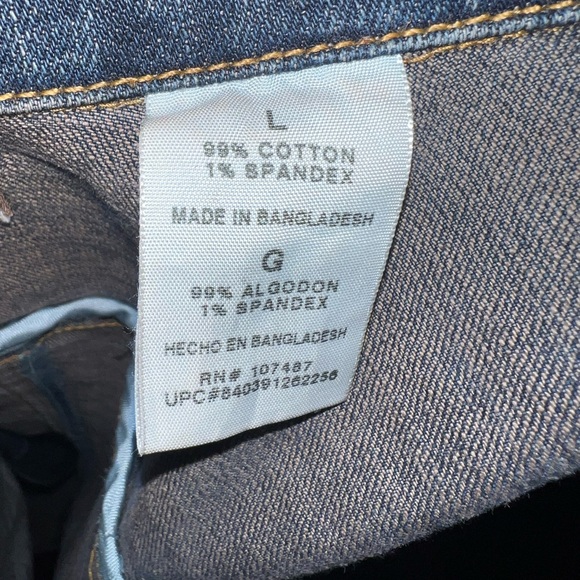 L
99% COTTON
1% SPANDEX
MADE IN BANGLADESH
G
99% ALGODON
1% SPANDEX
HECHO EN BANGLADESH
RN# 107487
UPC#840391262256